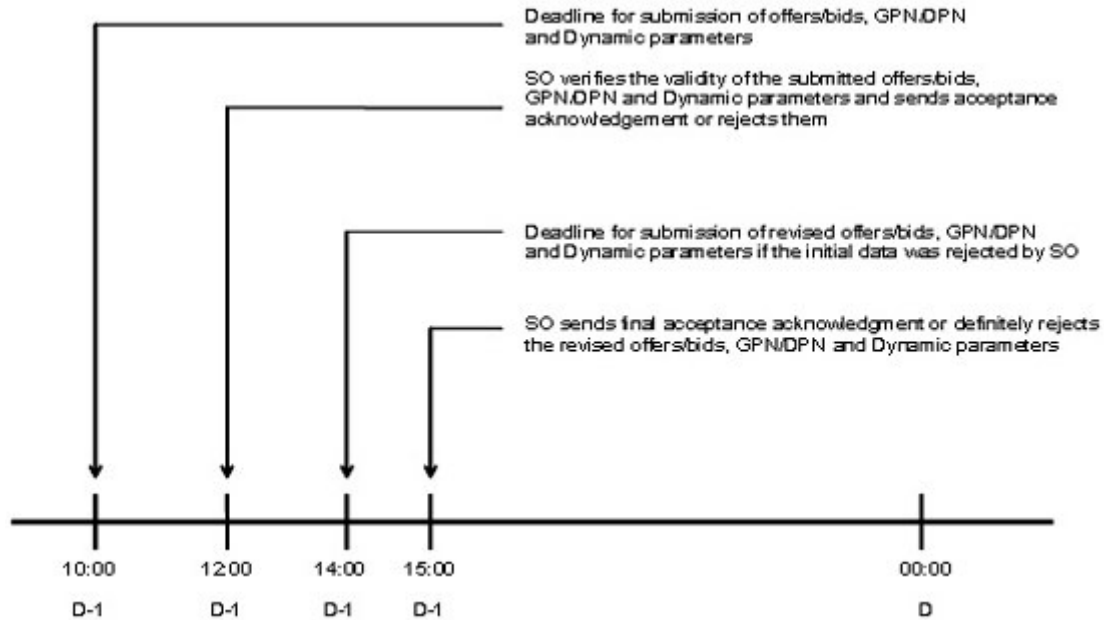 Deadline for submission of offers/bids, GPN/DPN
and Dynamic parameters
SO verifies the validity of the submitted offers/bids,
GPN/DPN and Dynamic parameters and sends acceptance
acknowledgement or rejects them
Deadline for submission of revised offers/bids, GPN/DPN
and Dynamic parameters if the initial data was rejected by SO
SO sends final acceptance acknowledgment or definitely rejects
the revised offers/bids, GPN/DPN and Dynamic parameters
10:00 12:00 14:00 15:00 00:00
D-1 D-1 D-1 D-1 D